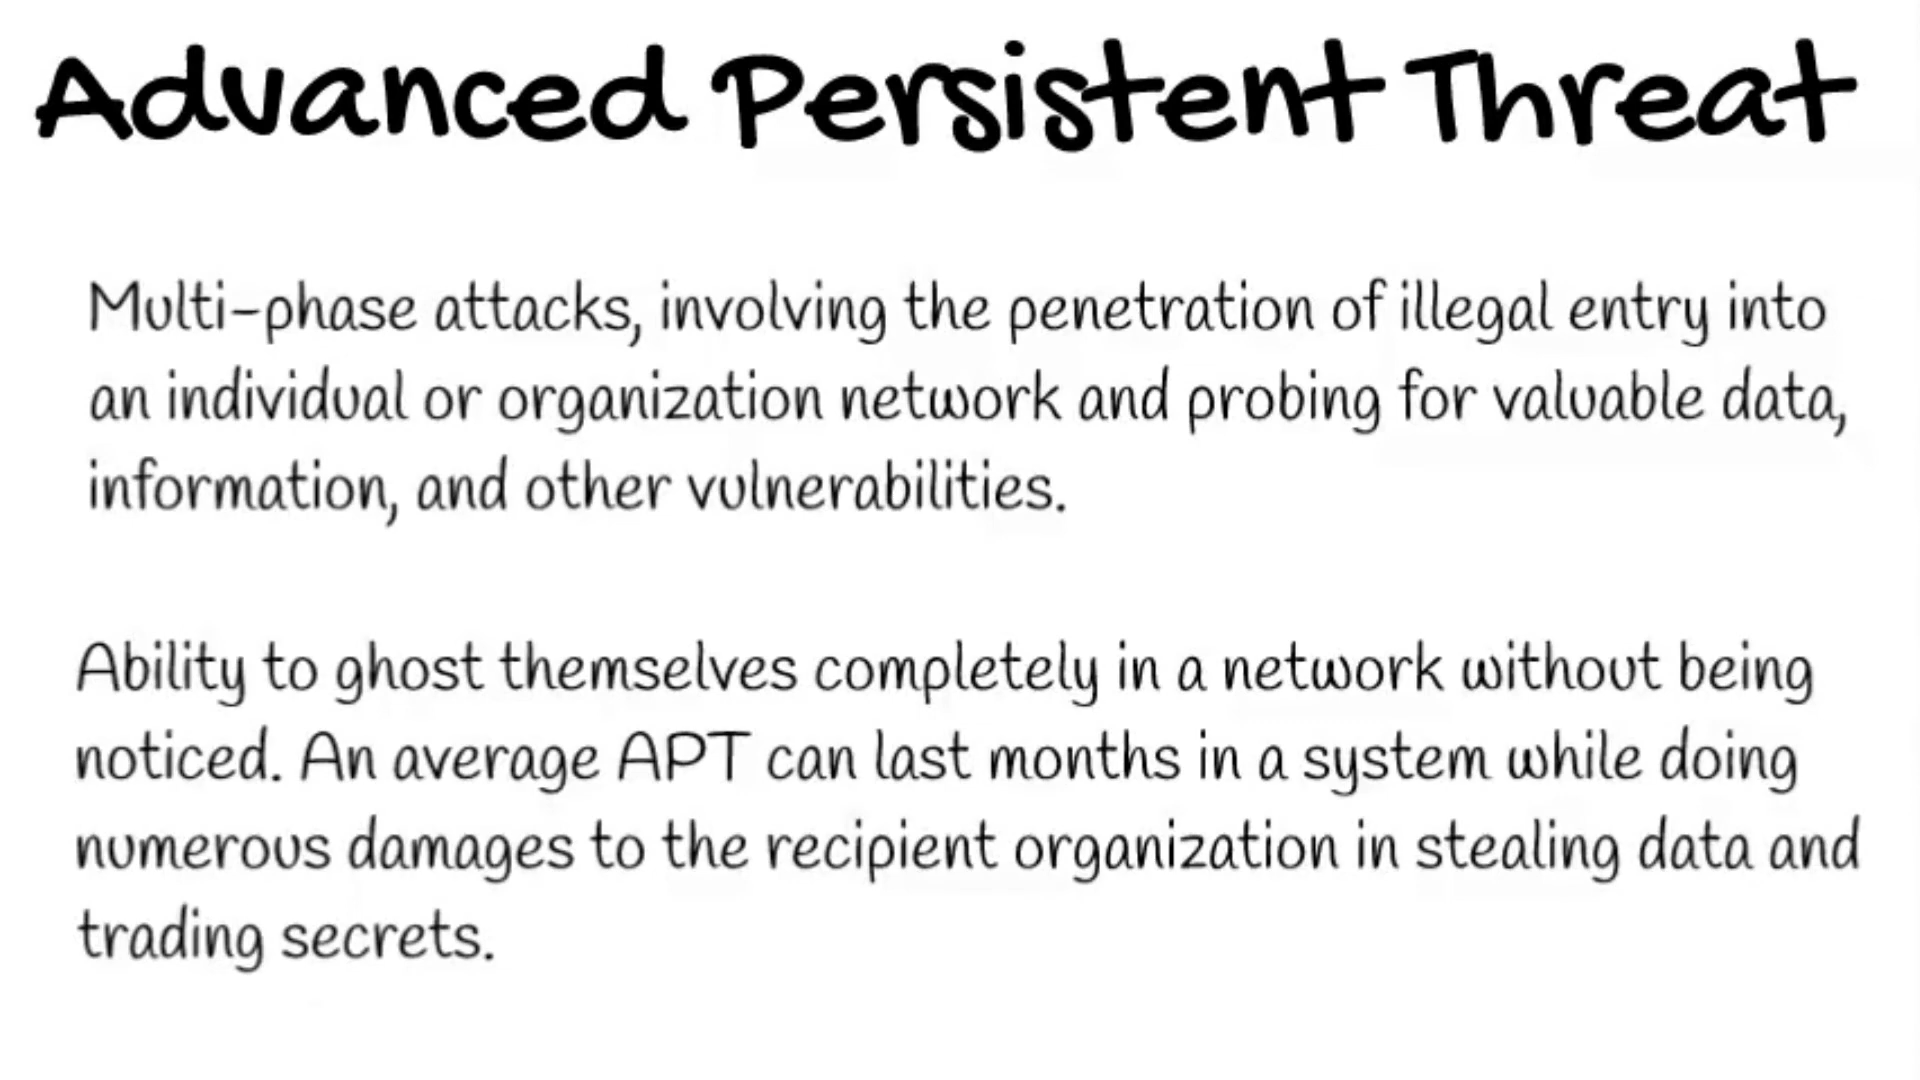 Advanced Persistent Threat
Multi-phase attacks, involving the penetration of illegal entry into
an individual or organization network and probing for valuable data,
information, and other vulnerabilities.
Ability to ghost themselves completely in a network without being
noticed. An average APT can last months in a system while doing
numerous damages to the recipient organization in stealing data and
trading secrets.